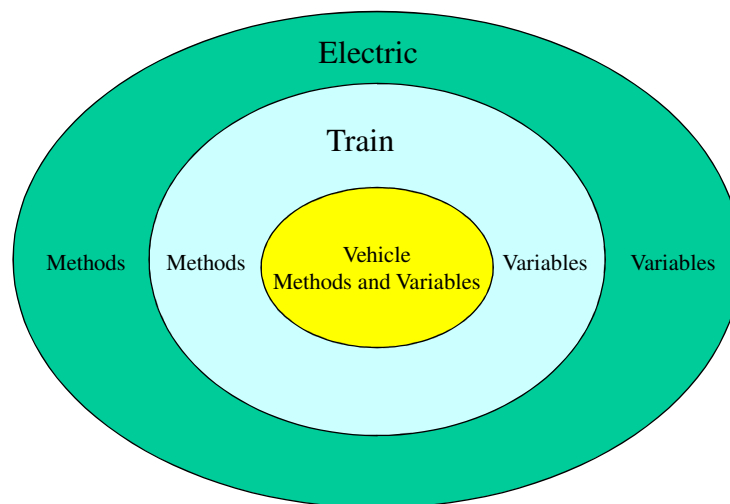 Electric
Train
Methods
Methods
Vehicle
Methods and Variables
Variables
Variables